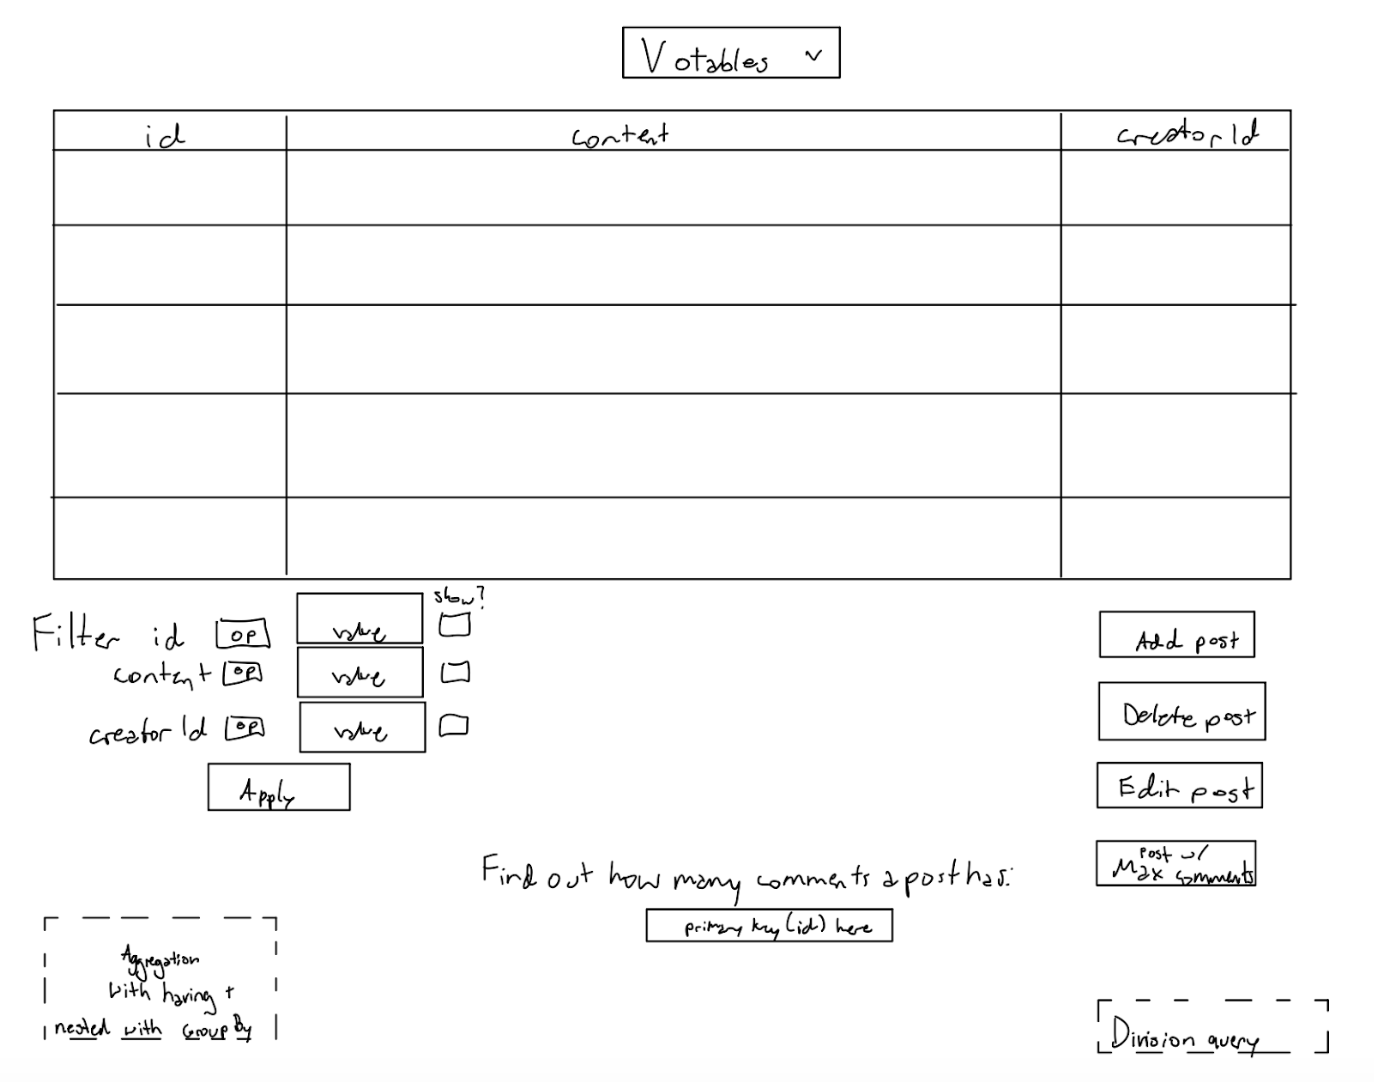 Votables
id content creatorId
show?
Filter id op value
content op value
creatorId op value
Apply
Add post
Delete post
Edit post
post w/
Max comments
Find out how many comments a post has:
primary key (id) here
Aggregation
with having +
nested with Group By
Division query